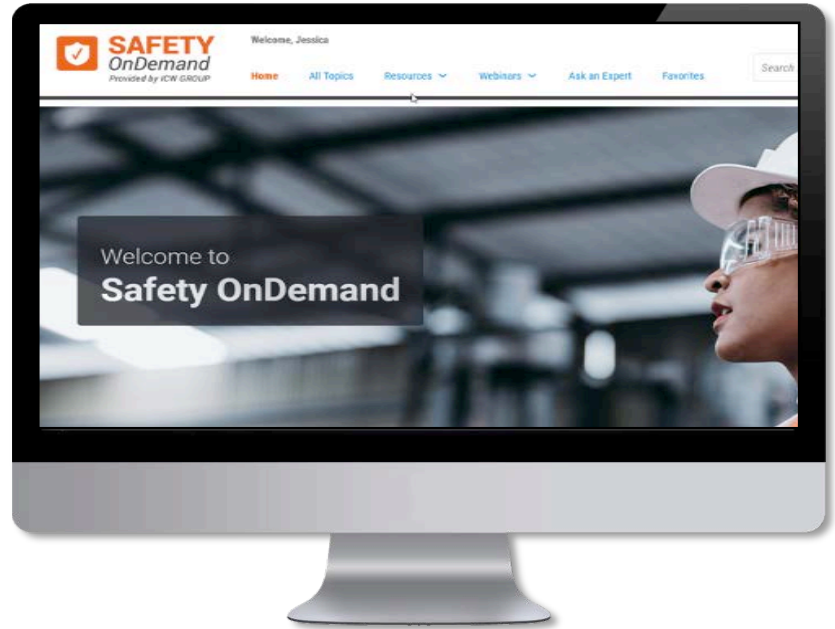 SAFETY
OnDemand
Provided by ICW GROUP
Welcome, Jessica
Home All Topics Resources Webinars Ask an Expert Favorites
Search
Welcome to
Safety OnDemand